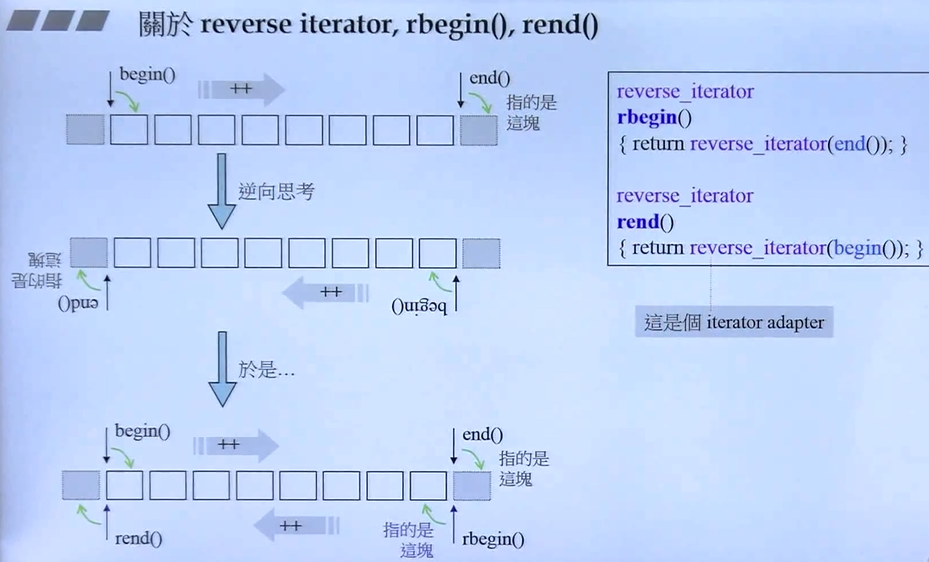 關於 reverse iterator, rbegin(), rend()
begin()
++
end()
指的是
這塊
逆向思考
指的是
這塊
end()
++
begin()
於是...
begin()
++
end()
指的是
這塊
rend()
++
指的是
這塊
rbegin()
reverse_iterator
rbegin()
{ return reverse_iterator(end()); }
reverse_iterator
rend()
{ return reverse_iterator(begin()); }
這是個 iterator adapter